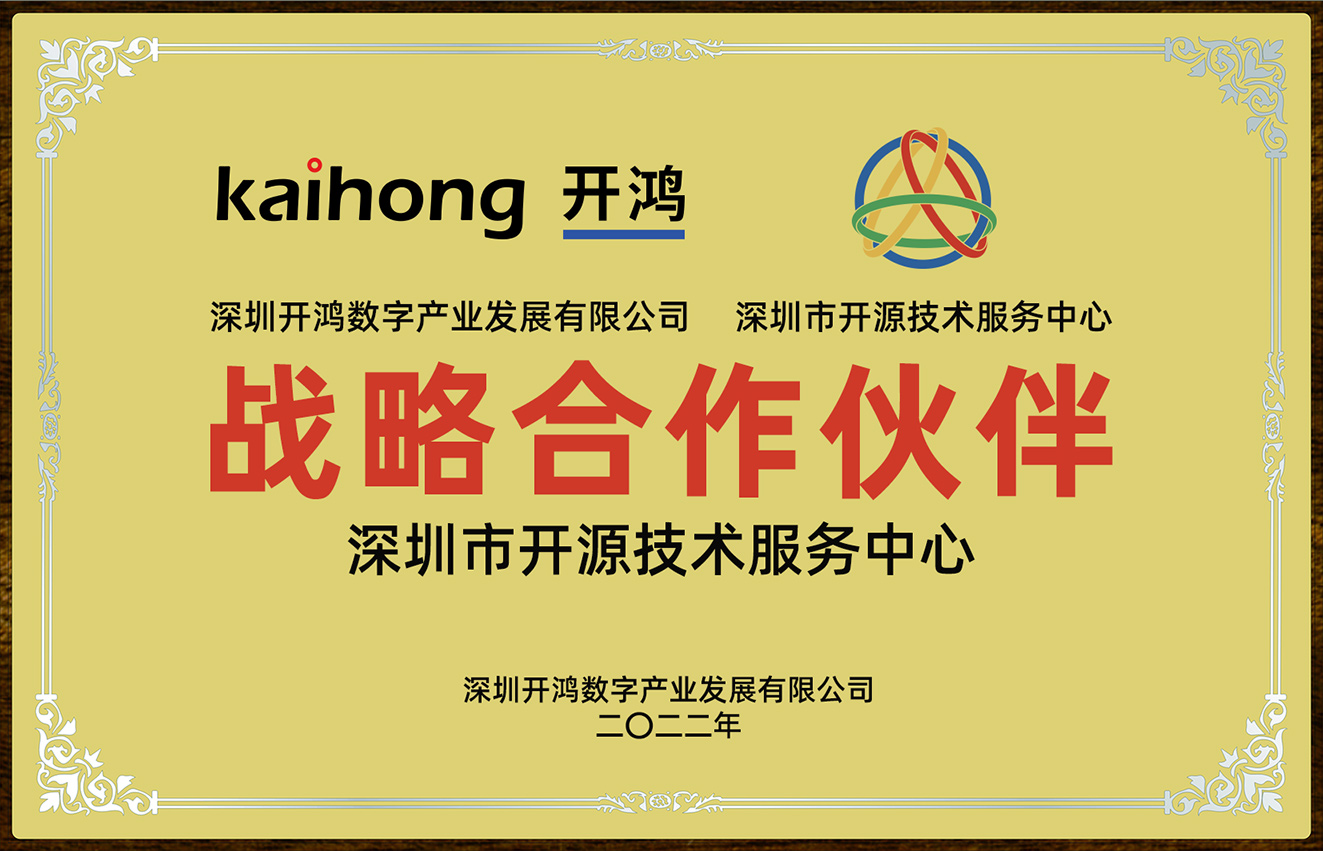 kaihong 开鸿
深圳开鸿数字产业发展有限公司 深圳市开源技术服务中心
战略合作伙伴
深圳市开源技术服务中心
深圳开鸿数字产业发展有限公司
二〇二二年